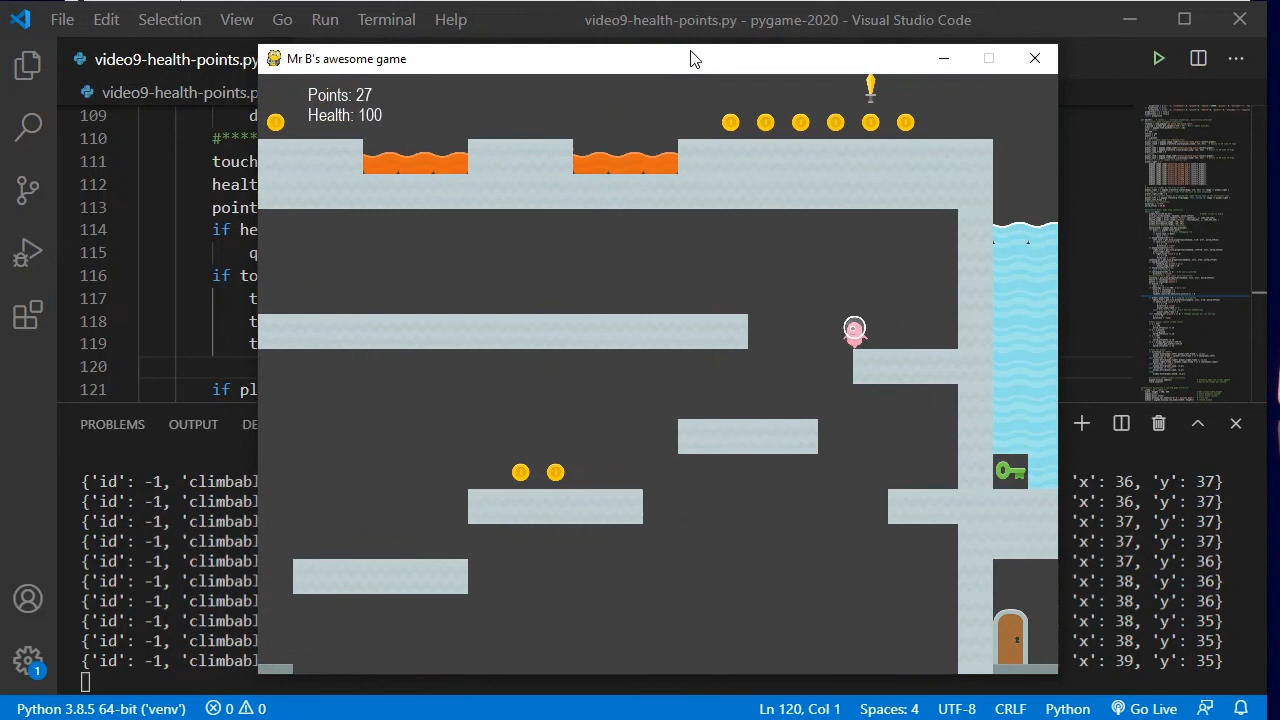 File Edit Selection View Go Run Terminal Help
video9-health-points.py - pygame-2020 - Visual Studio Code
video9-health-points.py
Mr B's awesome game
video9-health-points.p
Points: 27
Health: 100
109 d
110 #****
111 touch
112 healt
113 point
114 if he
115 q
116 if to
117 t
118 t
119 t
120
121 if pl
PROBLEMS OUTPUT DE
{'id': -1, 'climbabl 'x': 36, 'y': 37}
{'id': -1, 'climbabl 'x': 36, 'y': 37}
{'id': -1, 'climbabl 'x': 37, 'y': 37}
{'id': -1, 'climbabl 'x': 37, 'y': 37}
{'id': -1, 'climbabl 'x': 37, 'y': 36}
{'id': -1, 'climbabl 'x': 38, 'y': 36}
{'id': -1, 'climbabl 'x': 38, 'y': 36}
{'id': -1, 'climbabl 'x': 38, 'y': 35}
{'id': -1, 'climbabl 'x': 38, 'y': 35}
{'id': -1, 'climbabl 'x': 39, 'y': 35}
1
Python 3.8.5 64-bit ('venv') 0 0 Ln 120, Col 1 Spaces: 4 UTF-8 CRLF Python Go Live